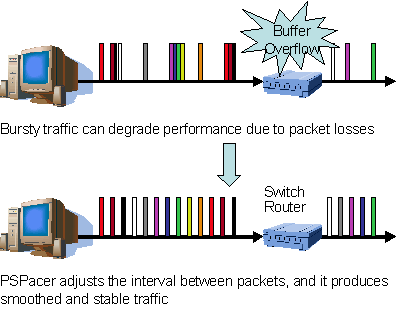 Buffer
Overflow
Bursty traffic can degrade performance due to packet losses
Switch
Router
PSPacer adjusts the interval between packets, and it produces
smoothed and stable traffic